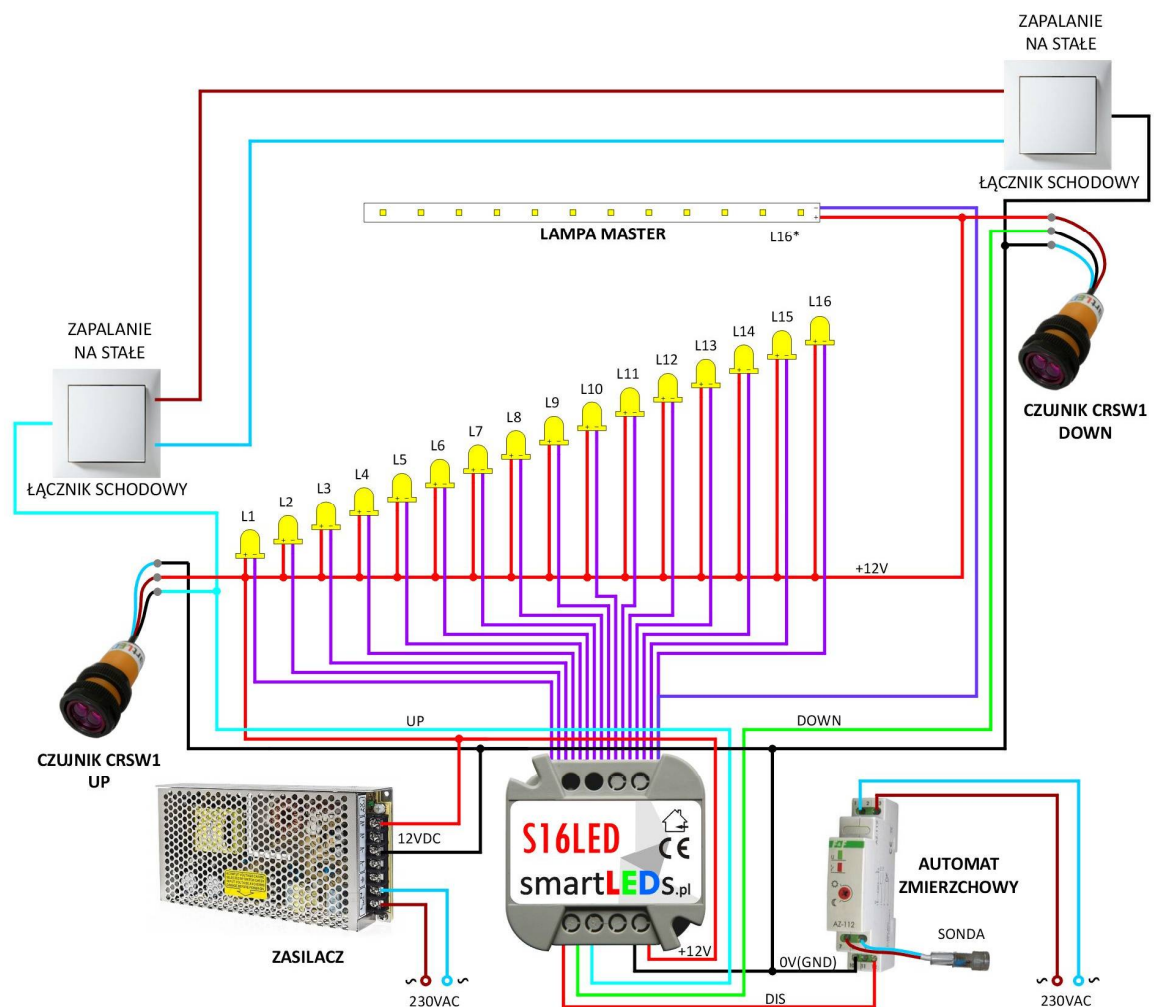 ZAPALANIE
NA STAŁE
ŁĄCZNIK SCHODOWY
LAMPA MASTER
L16*
CZUJNIK CRSW1
DOWN
ZAPALANIE
NA STAŁE
ŁĄCZNIK SCHODOWY
L1
L2
L3
L4
L5
L6
L7
L8
L9
L10
L11
L12
L13
L14
L15
L16
+12V
CZUJNIK CRSW1
UP
UP
DOWN
12VDC
ZASILACZ
230VAC
S16LED
CE
smartLEDs.pl
+12V
0V(GND)
DIS
AUTOMAT
ZMIERZCHOWY
AZ-112
SONDA
230VAC